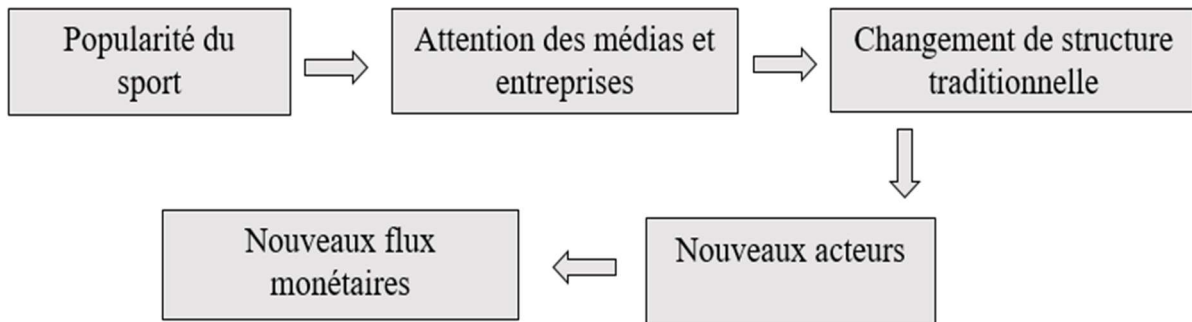 Popularité du
sport
Attention des médias et
entreprises
Changement de structure
traditionnelle
Nouveaux acteurs
Nouveaux flux
monétaires